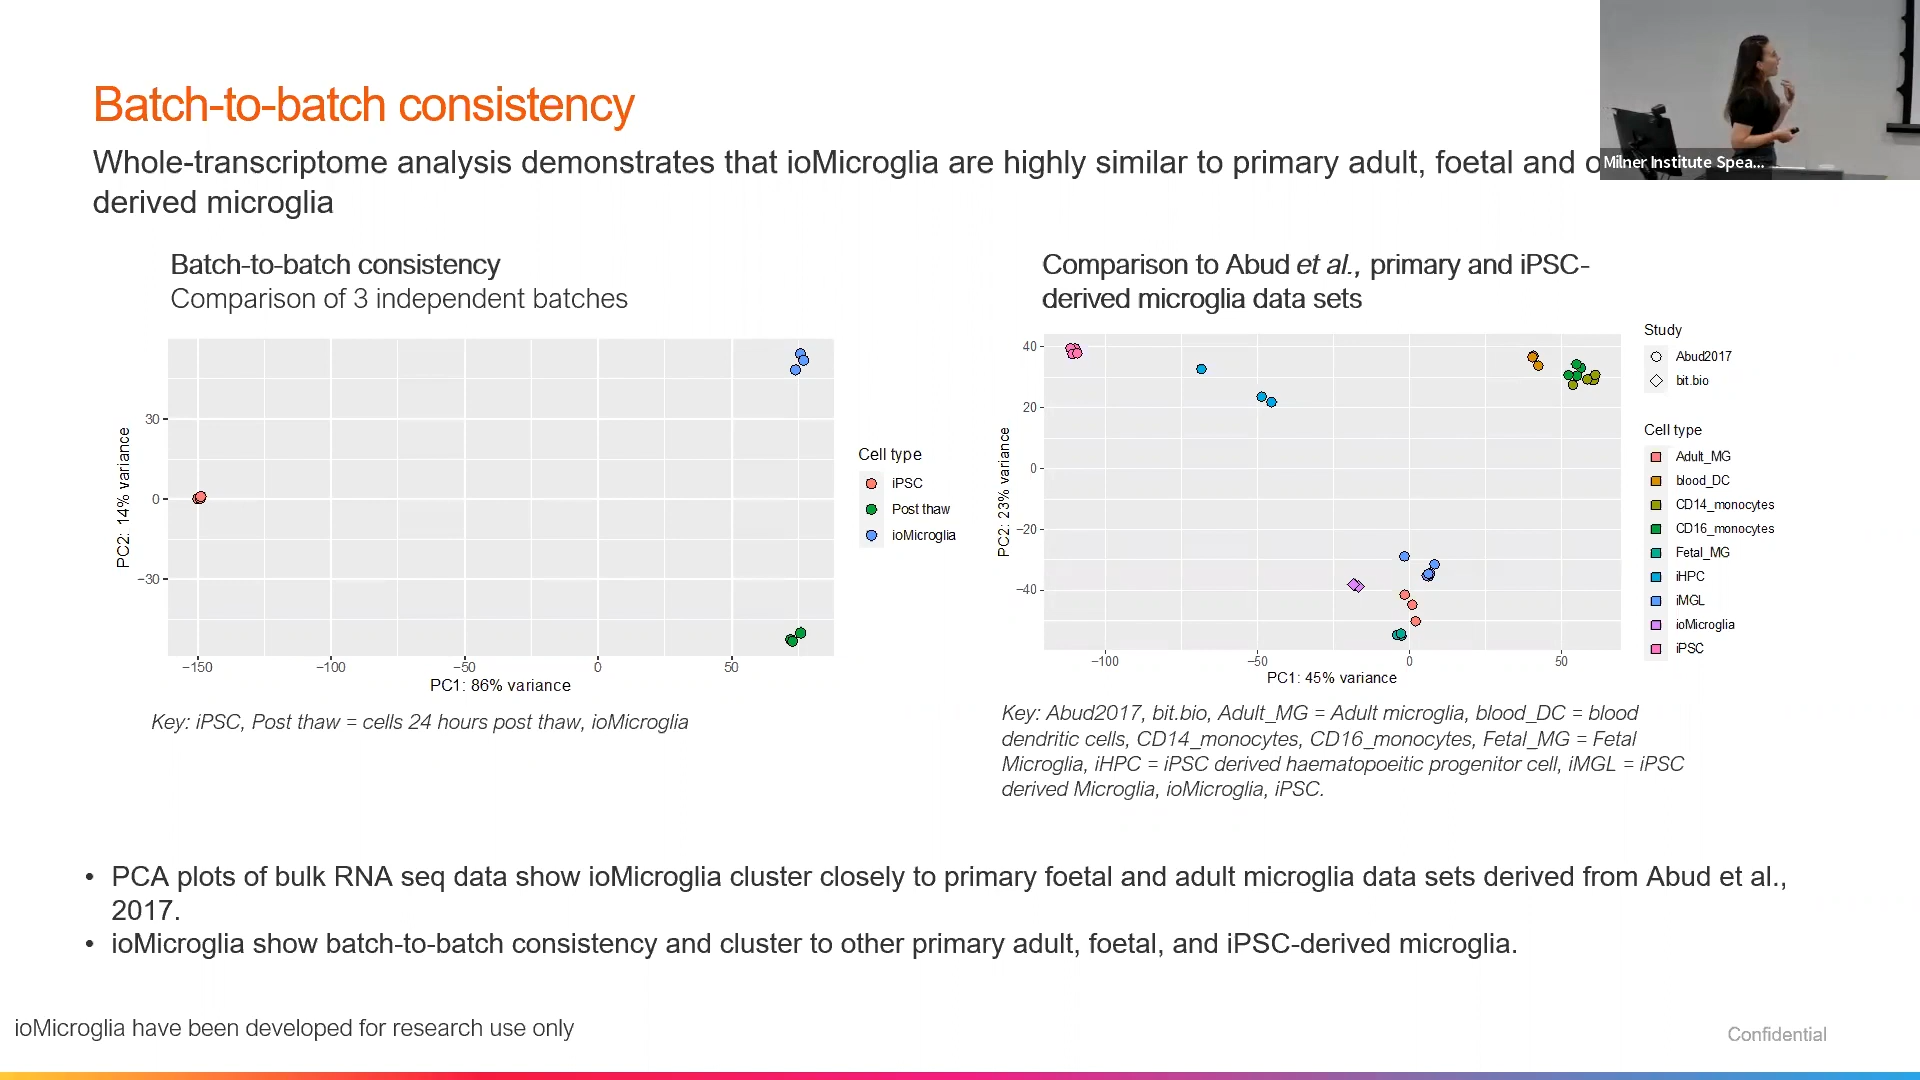 Batch-to-batch consistency
Whole-transcriptome analysis demonstrates that ioMicroglia are highly similar to primary adult, foetal and
derived microglia
Milner Institute Spea...
Batch-to-batch consistency
Comparison of 3 independent batches
30
0
−30
PC2: 14% variance
−150
−100
−50
0
50
PC1: 86% variance
Cell type
iPSC
Post thaw
ioMicroglia
Key: iPSC, Post thaw = cells 24 hours post thaw, ioMicroglia
Comparison to Abud et al., primary and iPSC-
derived microglia data sets
40
20
0
−20
−40
PC2: 23% variance
−100
−50
0
50
PC1: 45% variance
Study
Abud2017
bit.bio
Cell type
Adult_MG
blood_DC
CD14_monocytes
CD16_monocytes
Fetal_MG
iHPC
iMGL
ioMicroglia
iPSC
Key: Abud2017, bit.bio, Adult_MG = Adult microglia, blood_DC = blood
dendritic cells, CD14_monocytes, CD16_monocytes, Fetal_MG = Fetal
Microglia, iHPC = iPSC derived haematopoeitic progenitor cell, iMGL = iPSC
derived Microglia, ioMicroglia, iPSC.
• PCA plots of bulk RNA seq data show ioMicroglia cluster closely to primary foetal and adult microglia data sets derived from Abud et al.,
2017.
• ioMicroglia show batch-to-batch consistency and cluster to other primary adult, foetal, and iPSC-derived microglia.
ioMicroglia have been developed for research use only
Confidential